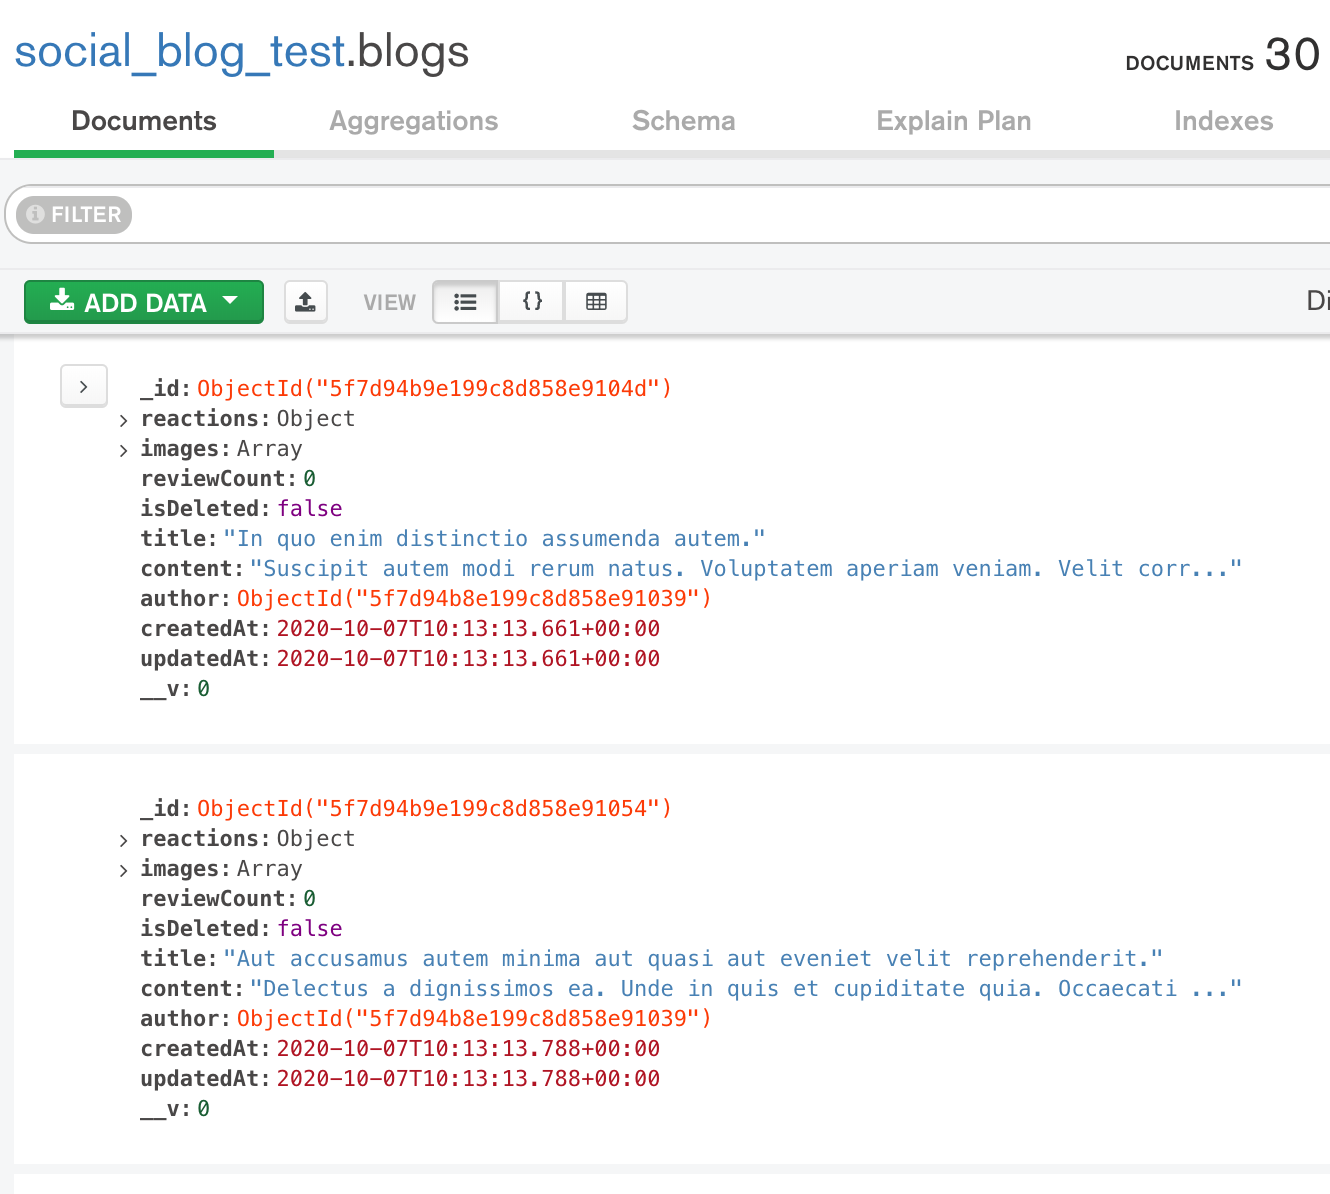 social_blog_test.blogs
DOCUMENTS 30
Documents Aggregations Schema Explain Plan Indexes
FILTER
ADD DATA VIEW {} Di
_id: ObjectId("5f7d94b9e199c8d858e9104d")
reactions: Object
images: Array
reviewCount: 0
isDeleted: false
title: "In quo enim distinctio assumenda autem."
content: "Suscipit autem modi rerum natus. Voluptatem aperiam veniam. Velit corr..."
author: ObjectId("5f7d94b8e199c8d858e91039")
createdAt: 2020-10-07T10:13:13.661+00:00
updatedAt: 2020-10-07T10:13:13.661+00:00
__v: 0
_id: ObjectId("5f7d94b9e199c8d858e91054")
reactions: Object
images: Array
reviewCount: 0
isDeleted: false
title: "Aut accusamus autem minima aut quasi aut eveniet velit reprehenderit."
content: "Delectus a dignissimos ea. Unde in quis et cupiditate quia. Occaecati ..."
author: ObjectId("5f7d94b8e199c8d858e91039")
createdAt: 2020-10-07T10:13:13.788+00:00
updatedAt: 2020-10-07T10:13:13.788+00:00
__v: 0